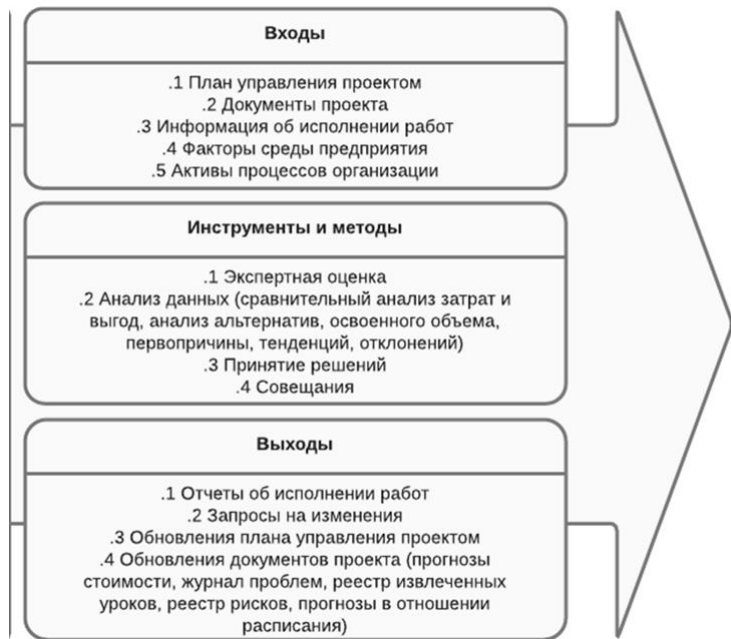 Входы
.1 План управления проектом
.2 Документы проекта
.3 Информация об исполнении работ
.4 Факторы среды предприятия
.5 Активы процессов организации
Инструменты и методы
.1 Экспертная оценка
.2 Анализ данных (сравнительный анализ затрат и
выгод, анализ альтернатив, освоенного объема,
первопричины, тенденций, отклонений)
.3 Принятие решений
.4 Совещания
Выходы
.1 Отчеты об исполнении работ
.2 Запросы на изменения
.3 Обновления плана управления проектом
.4 Обновления документов проекта (прогнозы
стоимости, журнал проблем, реестр извлеченных
уроков, реестр рисков, прогнозы в отношении
расписания)